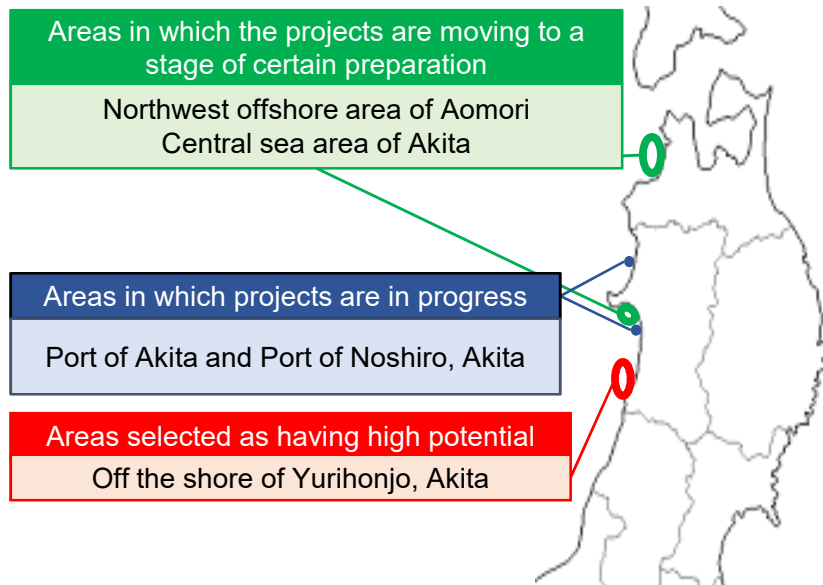 Areas in which the projects are moving to a
stage of certain preparation
Northwest offshore area of Aomori
Central sea area of Akita
Areas in which projects are in progress
Port of Akita and Port of Noshiro, Akita
Areas selected as having high potential
Off the shore of Yurihonjo, Akita